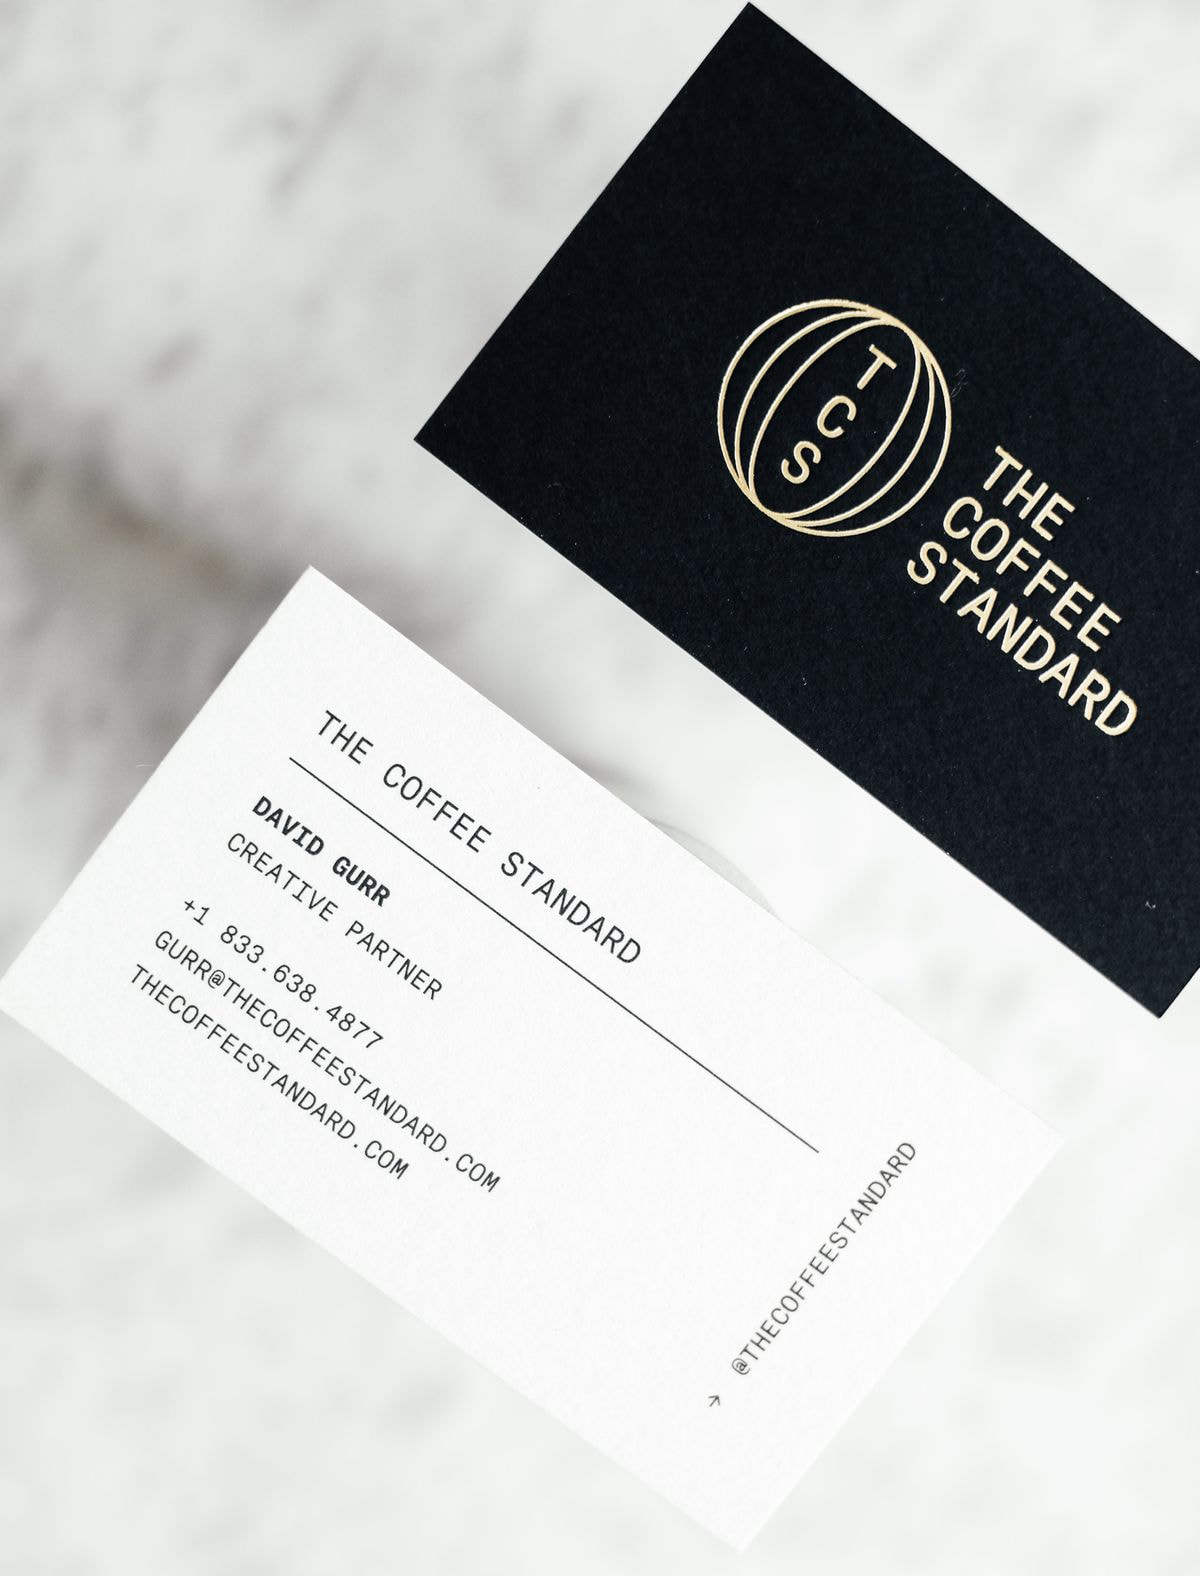 T
C
S
THE
COFFEE
STANDARD
THE COFFEE STANDARD
DAVID GURR
CREATIVE PARTNER
+1 833.638.4877
GURR@THECOFFEESTANDARD.COM
THECOFFEESTANDARD.COM
→ @THECOFFEESTANDARD